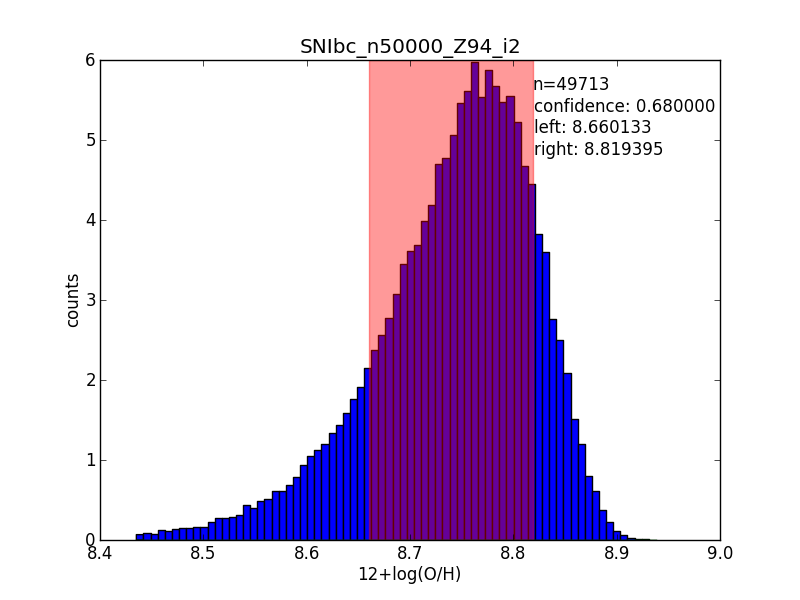 SNIbc_n50000_Z94_i2
n=49713
confidence: 0.680000
left: 8.660133
right: 8.819395
counts
6
5
4
3
2
1
0
8.4 8.5 8.6 8.7 8.8 8.9 9.0
12+log(O/H)